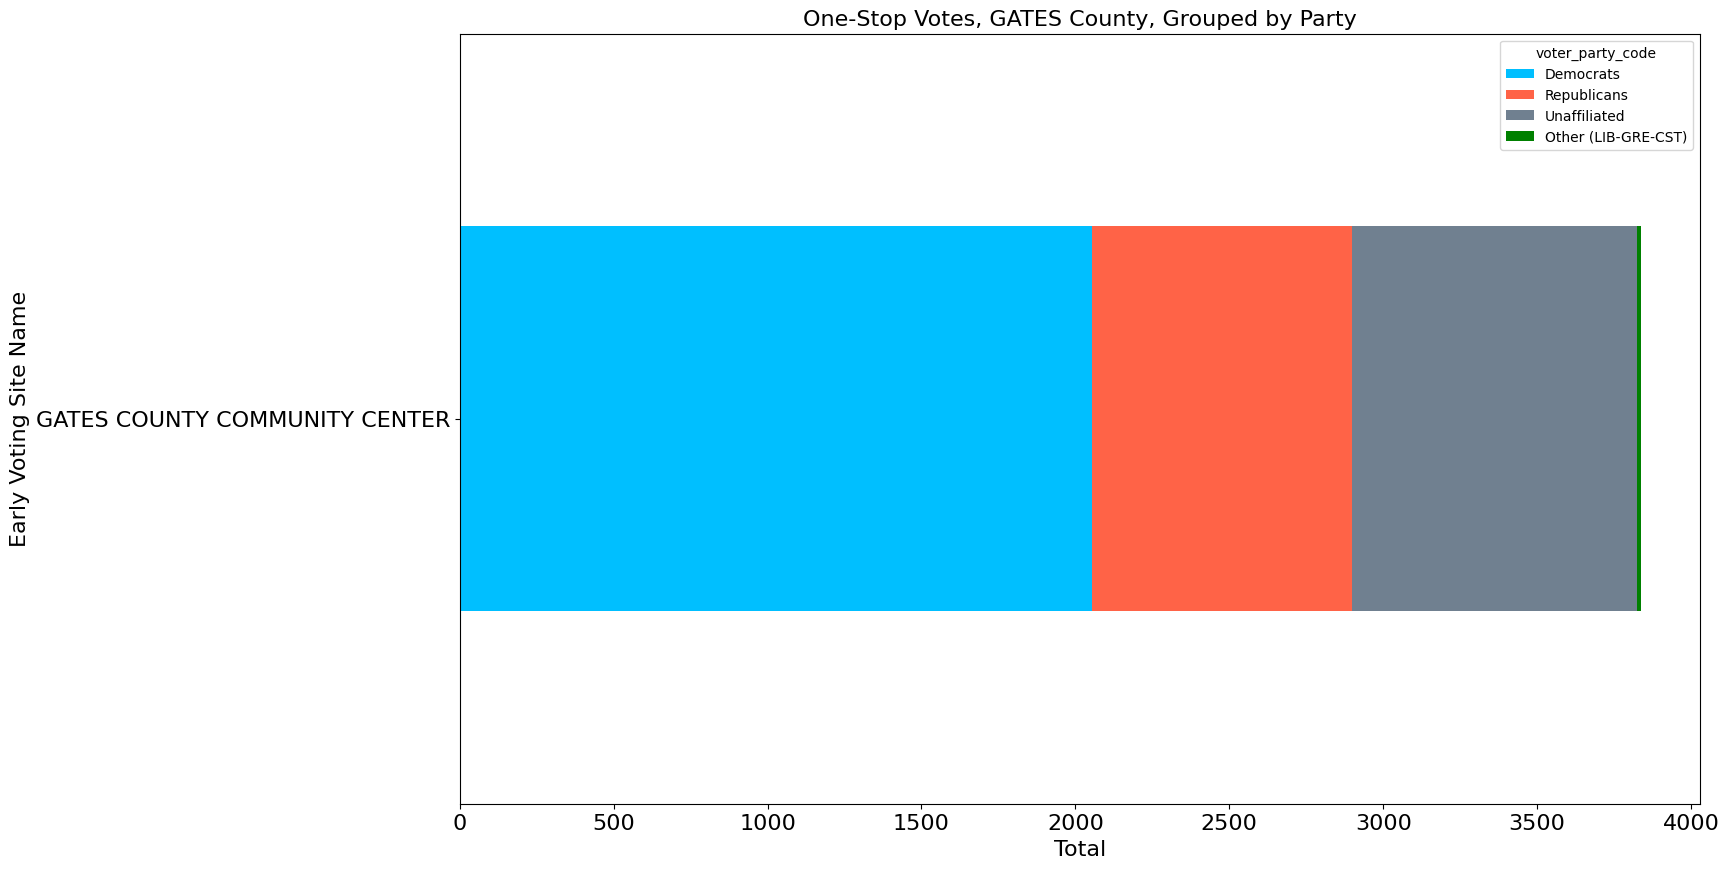 One-Stop Votes, GATES County, Grouped by Party
voter_party_code
Democrats
Republicans
Unaffiliated
Other (LIB-GRE-CST)
Early Voting Site Name
GATES COUNTY COMMUNITY CENTER
0 500 1000 1500 2000 2500 3000 3500 4000
Total